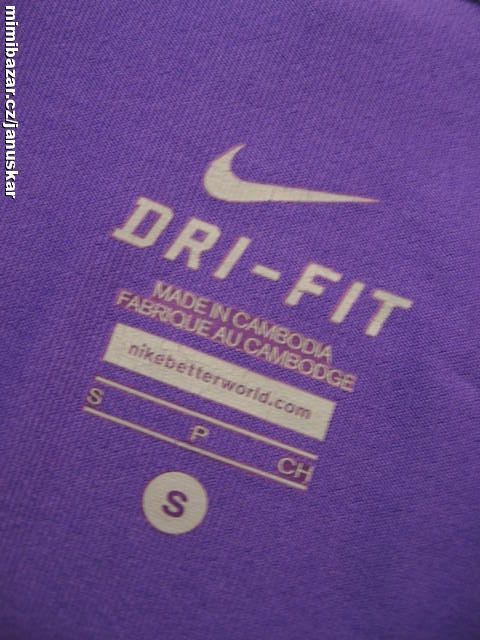 mimibazar.cz/januskar
DRI-FIT
MADE IN CAMBODIA
FABRIQUE AU CAMBODGE
nikebetterworld.com
S P CH
S